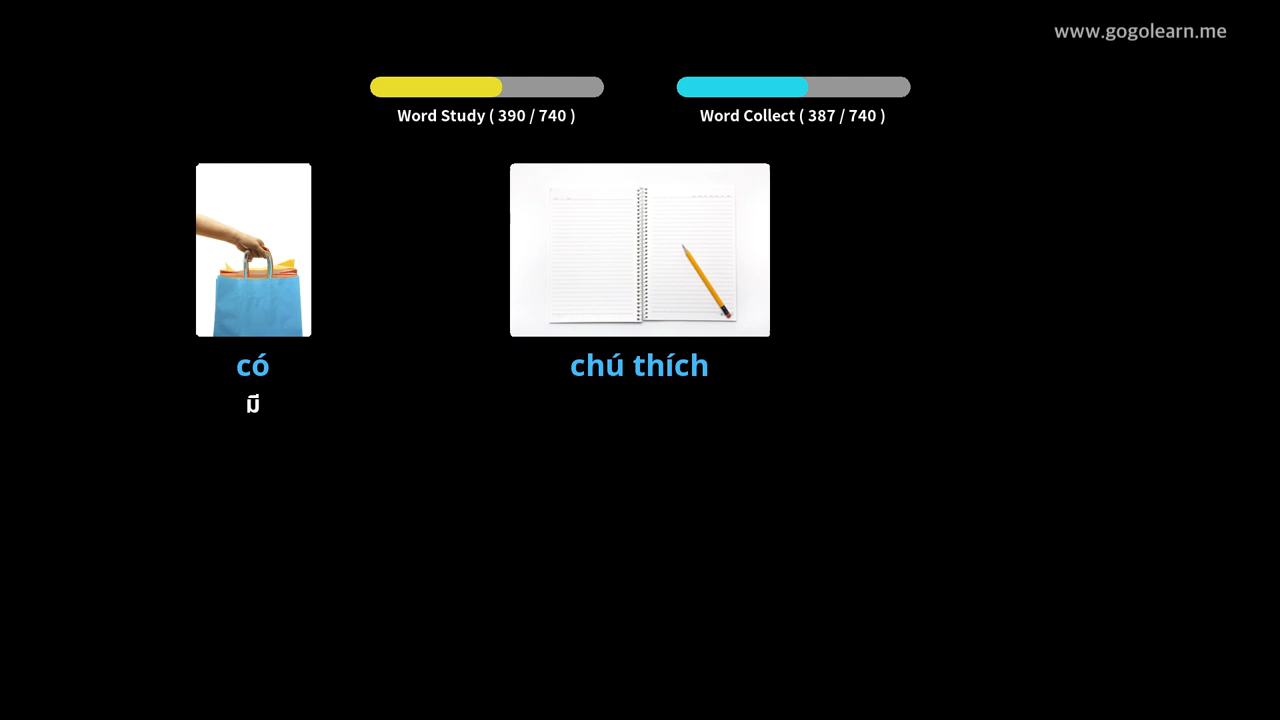 www.gogolearn.me
Word Study ( 390 / 740 )
Word Collect ( 387 / 740 )
có
มี
chú thích